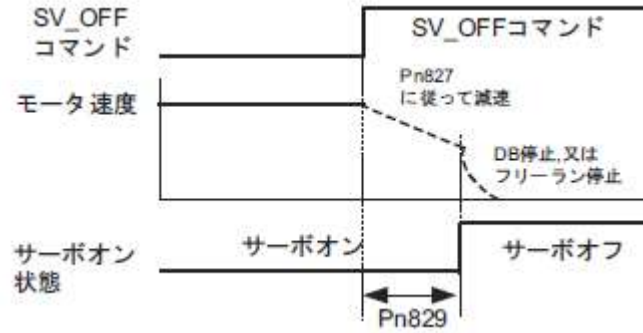 SV_OFF
コマンド
SV_OFFコマンド
モータ速度
Pn827
に従って減速
DB停止,又は
フリーラン停止
サーボオン
状態
サーボオン
サーボオフ
Pn829